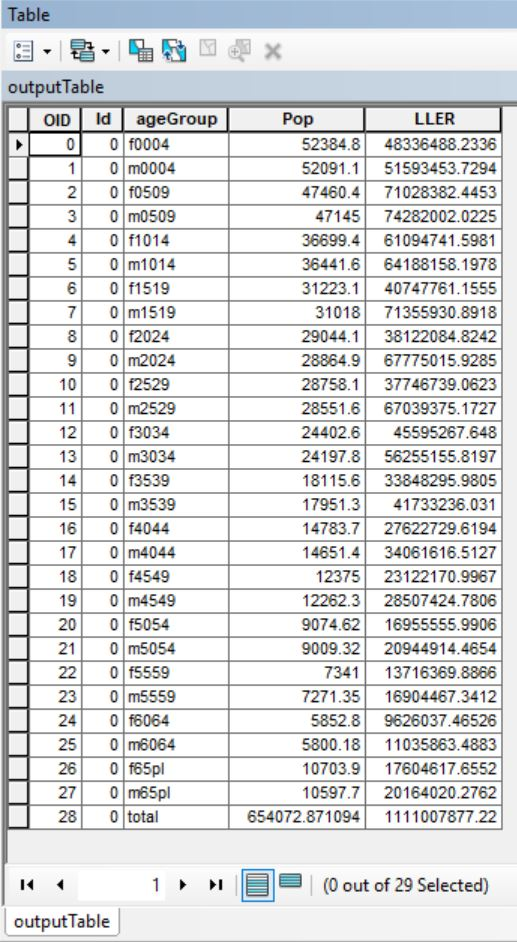 Table
outputTable
OID Id ageGroup Pop LLER
0 0 f0004 52384.8 48336488.2336
1 0 m0004 52091.1 51593453.7294
2 0 f0509 47460.4 71028382.4453
3 0 m0509 47145 74282002.0225
4 0 f1014 36699.4 61094741.5981
5 0 m1014 36441.6 64188158.1978
6 0 f1519 31223.1 40747761.1555
7 0 m1519 31018 71355930.8918
8 0 f2024 29044.1 38122084.8242
9 0 m2024 28864.9 67775015.9285
10 0 f2529 28758.1 37746739.0623
11 0 m2529 28551.6 67039375.1727
12 0 f3034 24402.6 45595267.648
13 0 m3034 24197.8 56255155.8197
14 0 f3539 18115.6 33848295.9805
15 0 m3539 17951.3 41733236.031
16 0 f4044 14783.7 27622729.6194
17 0 m4044 14651.4 34061616.5127
18 0 f4549 12375 23122170.9967
19 0 m4549 12262.3 28507424.7806
20 0 f5054 9074.62 16955555.9906
21 0 m5054 9009.32 20944914.4654
22 0 f5559 7341 13716369.8866
23 0 m5559 7271.35 16904467.3412
24 0 f6064 5852.8 9626037.46526
25 0 m6064 5800.18 11035863.4883
26 0 f65pl 10703.9 17604617.6552
27 0 m65pl 10597.7 20164020.2762
28 0 total 654072.871094 1111007877.22
1 (0 out of 29 Selected)
outputTable